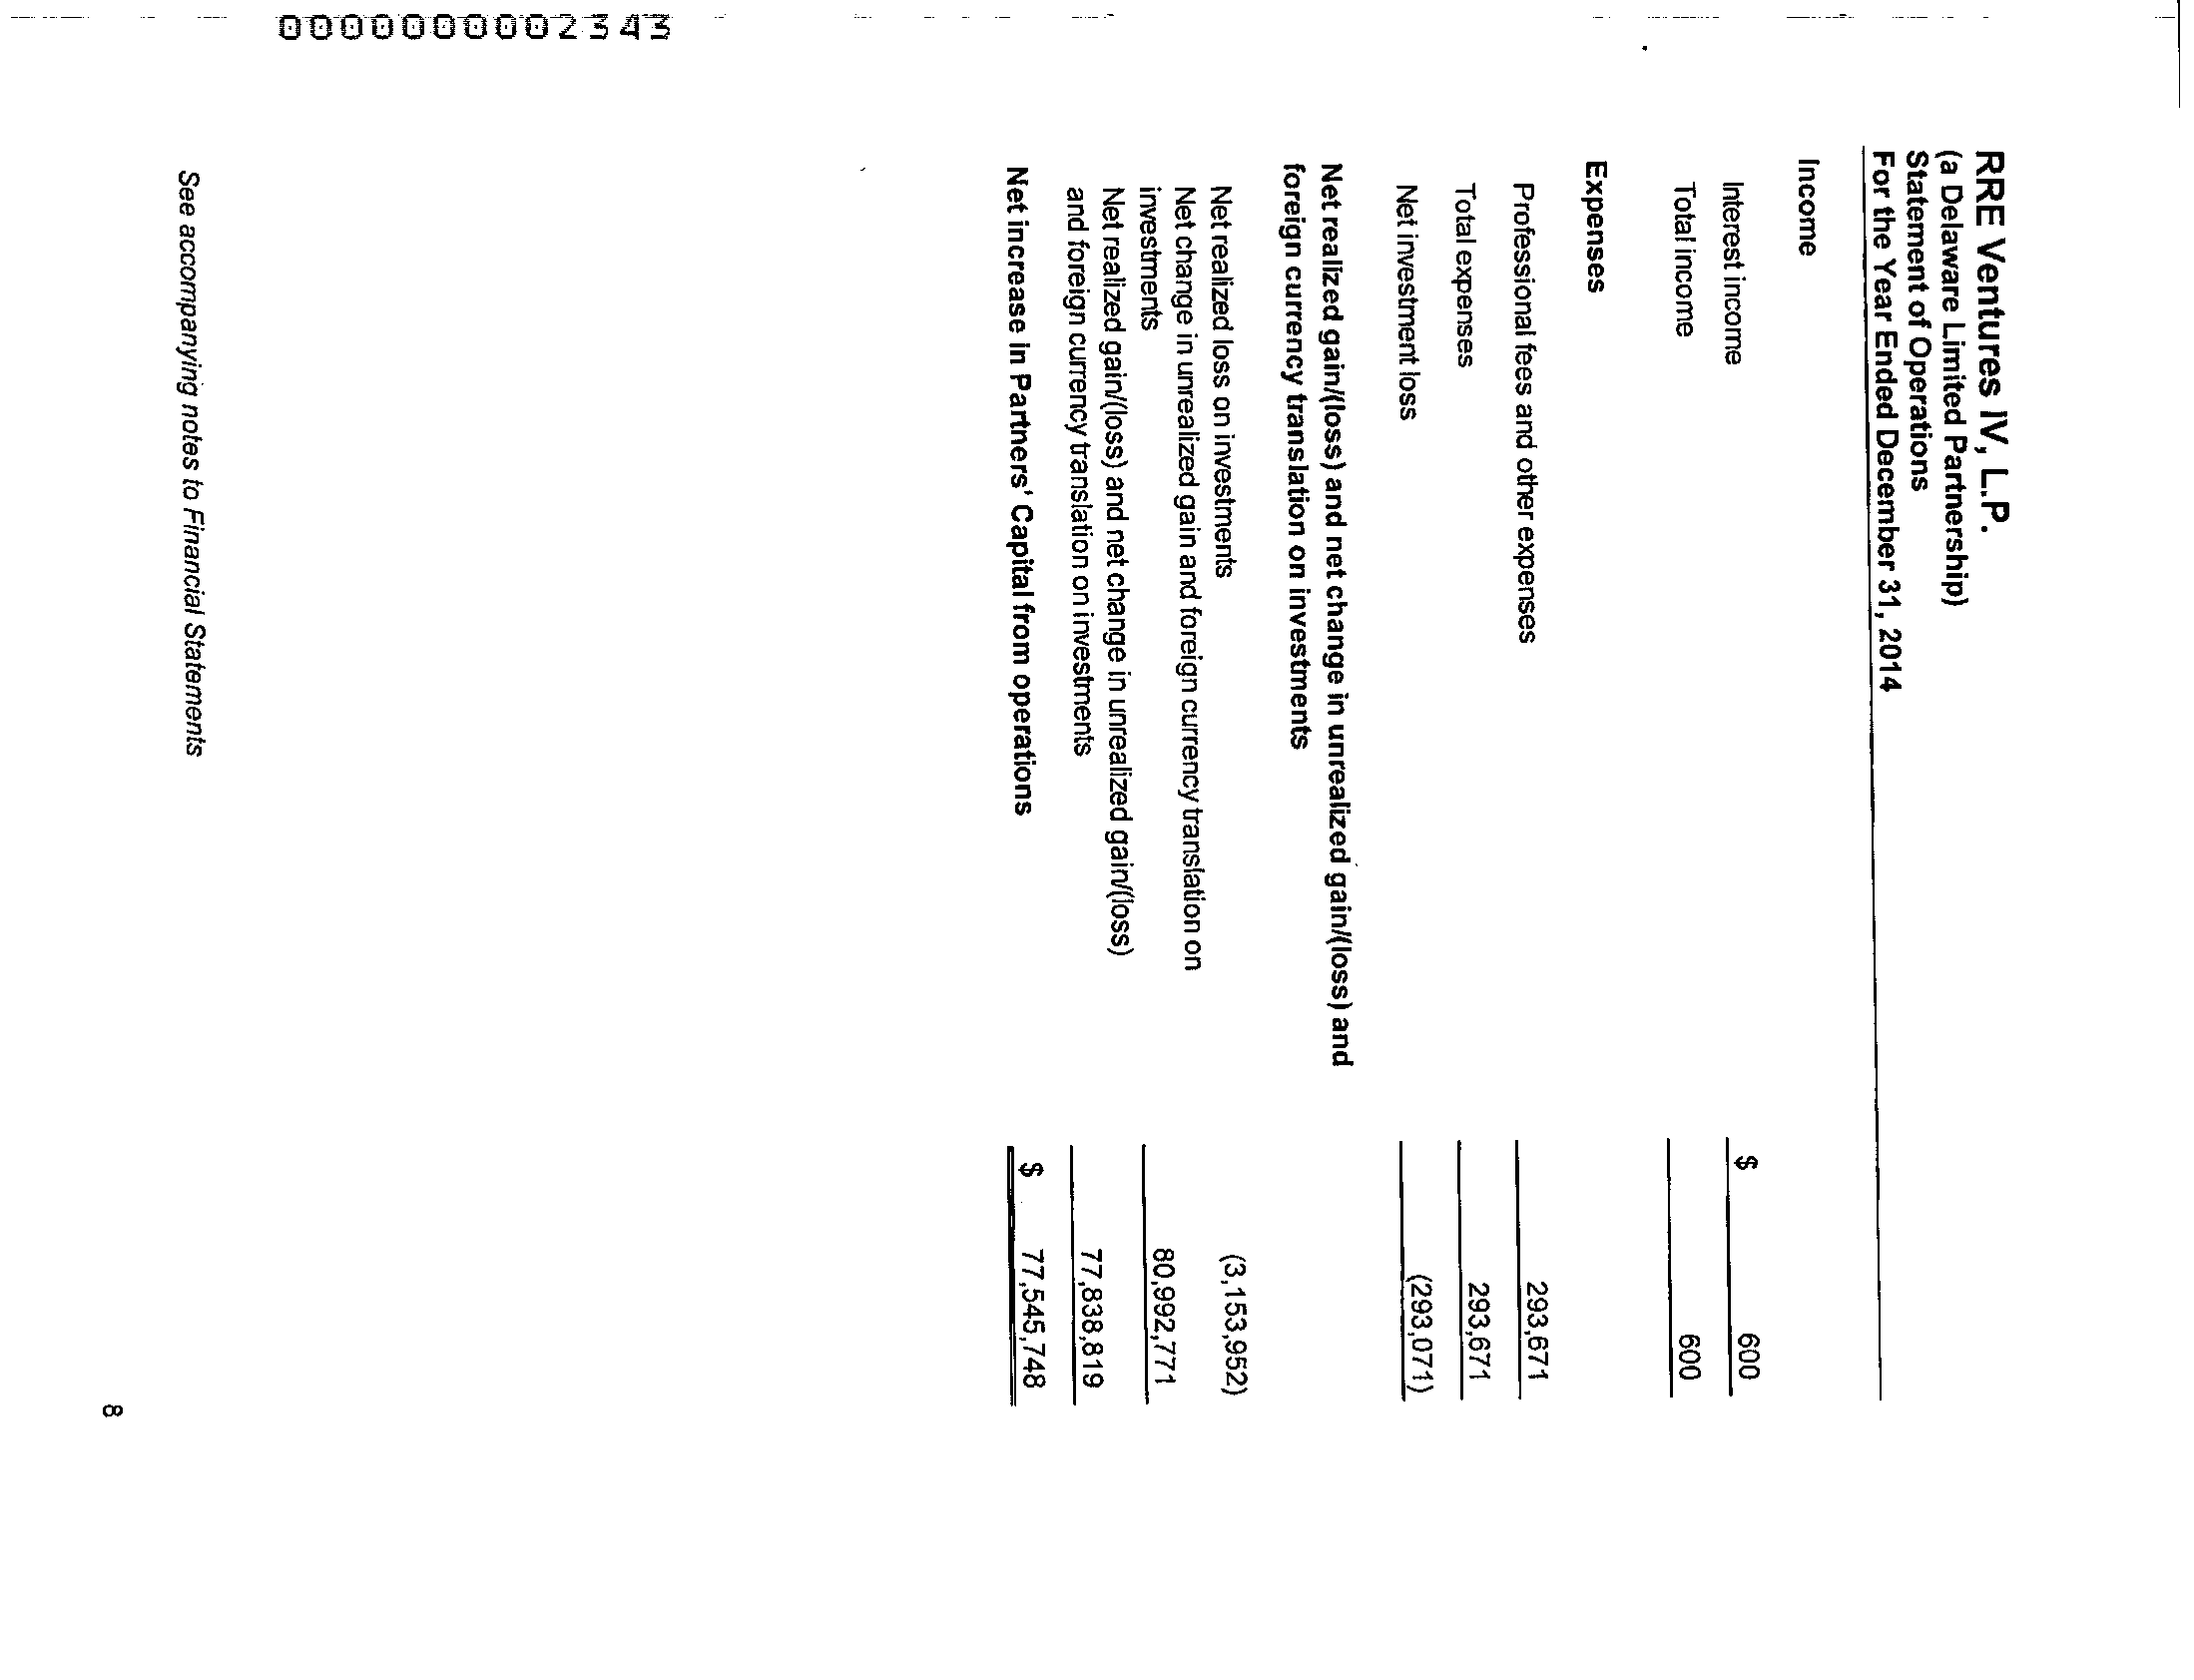 0000000002343
RRE Ventures IV, L.P.
(a Delaware Limited Partnership)
Statement of Operations
For the Year Ended December 31, 2014
Income
Interest income $ 600
Total income 600
Expenses
Professional fees and other expenses 293,671
Total expenses 293,671
Net investment loss (293,071)
Net realized gain/(loss) and net change in unrealized gain/(loss) and
foreign currency translation on investments
Net realized loss on investments (3,153,952)
Net change in unrealized gain and foreign currency translation on
investments 80,992,771
Net realized gain/(loss) and net change in unrealized gain/(loss)
and foreign currency translation on investments 77,838,819
Net increase in Partners' Capital from operations $ 77,545,748
See accompanying notes to Financial Statements
8